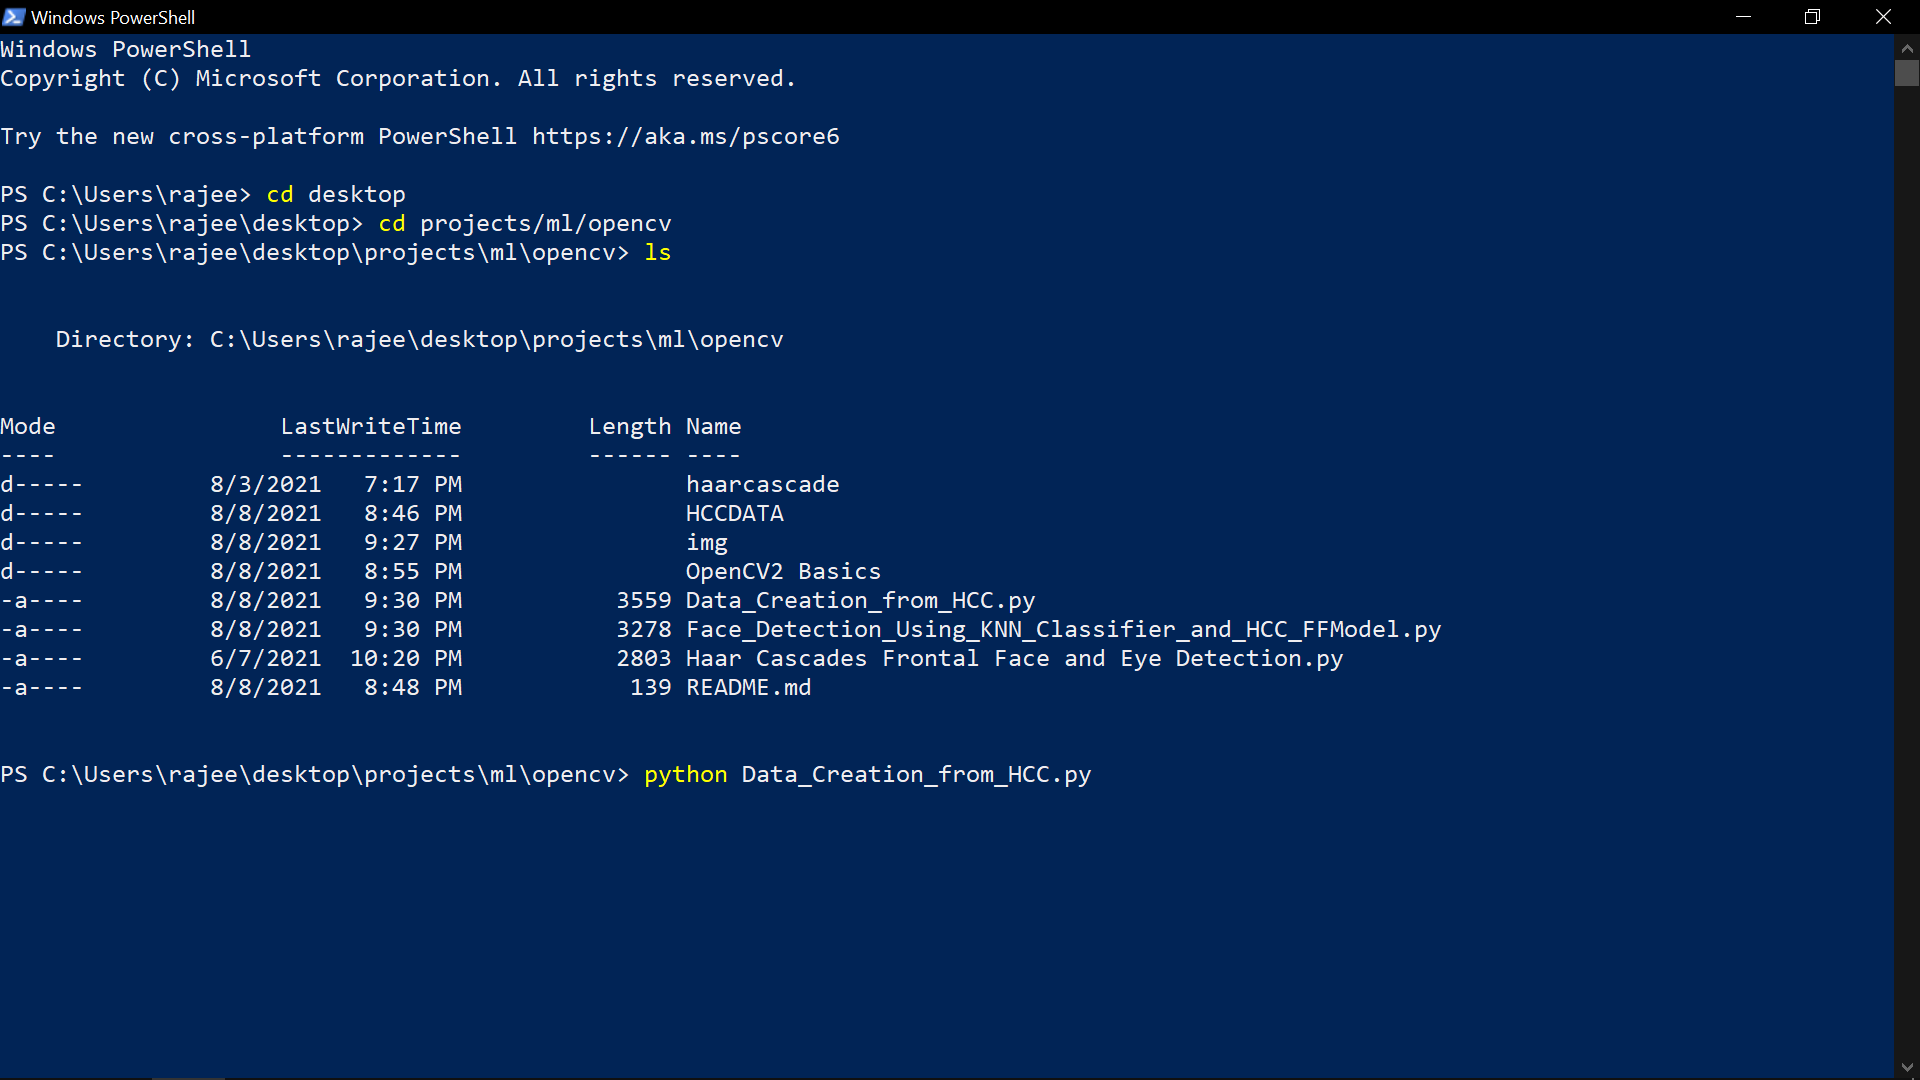 Windows PowerShell
Windows PowerShell
Copyright (C) Microsoft Corporation. All rights reserved.
Try the new cross-platform PowerShell https://aka.ms/pscore6
PS C:\Users\rajee> cd desktop
PS C:\Users\rajee\desktop> cd projects/ml/opencv
PS C:\Users\rajee\desktop\projects\ml\opencv> ls
    Directory: C:\Users\rajee\desktop\projects\ml\opencv
Mode                LastWriteTime         Length Name
----                -------------         ------ ----
d-----         8/3/2021   7:17 PM                haarcascade
d-----         8/8/2021   8:46 PM                HCCDATA
d-----         8/8/2021   9:27 PM                img
d-----         8/8/2021   8:55 PM                OpenCV2 Basics
-a----         8/8/2021   9:30 PM           3559 Data_Creation_from_HCC.py
-a----         8/8/2021   9:30 PM           3278 Face_Detection_Using_KNN_Classifier_and_HCC_FFModel.py
-a----         6/7/2021  10:20 PM           2803 Haar Cascades Frontal Face and Eye Detection.py
-a----         8/8/2021   8:48 PM            139 README.md
PS C:\Users\rajee\desktop\projects\ml\opencv> python Data_Creation_from_HCC.py